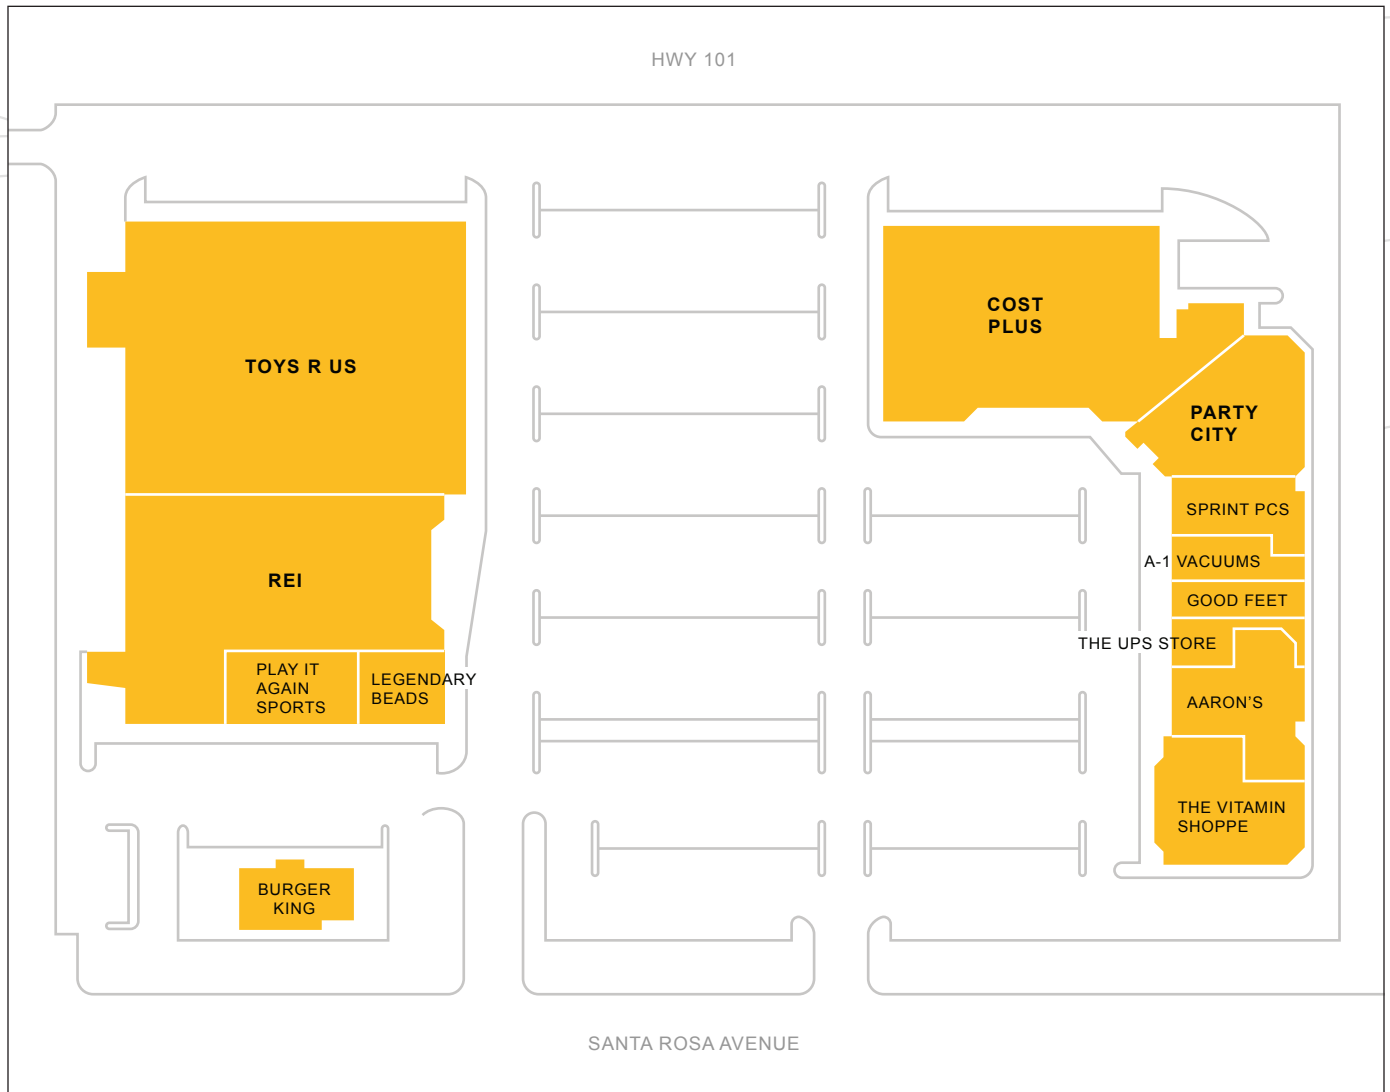 HWY 101
COST
PLUS
TOYS R US
PARTY
CITY
SPRINT PCS
A-1 VACUUMS
REI
GOOD FEET
THE UPS STORE
PLAY IT
AGAIN
SPORTS
LEGENDARY
BEADS
AARON'S
THE VITAMIN
SHOPPE
BURGER
KING
SANTA ROSA AVENUE